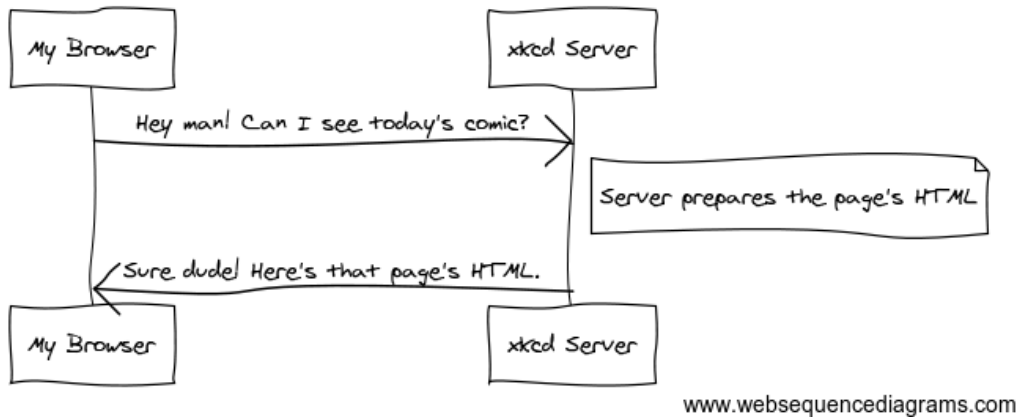 My Browser
xkcd Server
Hey man! Can I see today's comic?
Server prepares the page's HTML
Sure dude! Here's that page's HTML.
My Browser
xkcd Server
www.websequencediagrams.com